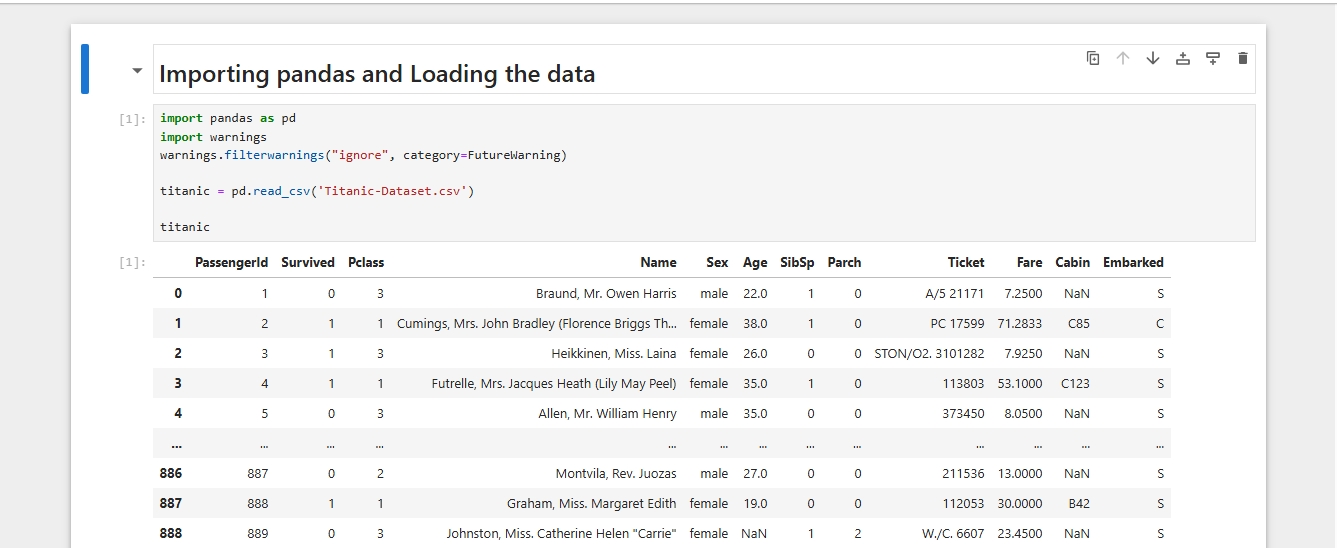 Importing pandas and Loading the data
[1]: import pandas as pd
import warnings
warnings.filterwarnings("ignore", category=FutureWarning)
titanic = pd.read_csv('Titanic-Dataset.csv')
titanic
[1]: PassengerId Survived Pclass Name Sex Age SibSp Parch Ticket Fare Cabin Embarked
0 1 0 3 Braund, Mr. Owen Harris male 22.0 1 0 A/5 21171 7.2500 NaN S
1 2 1 1 Cumings, Mrs. John Bradley (Florence Briggs Th... female 38.0 1 0 PC 17599 71.2833 C85 C
2 3 1 3 Heikkinen, Miss. Laina female 26.0 0 0 STON/O2. 3101282 7.9250 NaN S
3 4 1 1 Futrelle, Mrs. Jacques Heath (Lily May Peel) female 35.0 1 0 113803 53.1000 C123 S
4 5 0 3 Allen, Mr. William Henry male 35.0 0 0 373450 8.0500 NaN S
... ... ... ... ... ... ... ... ... ... ... ... ...
886 887 0 2 Montvila, Rev. Juozas male 27.0 0 0 211536 13.0000 NaN S
887 888 1 1 Graham, Miss. Margaret Edith female 19.0 0 0 112053 30.0000 B42 S
888 889 0 3 Johnston, Miss. Catherine Helen "Carrie" female NaN 1 2 W./C. 6607 23.4500 NaN S